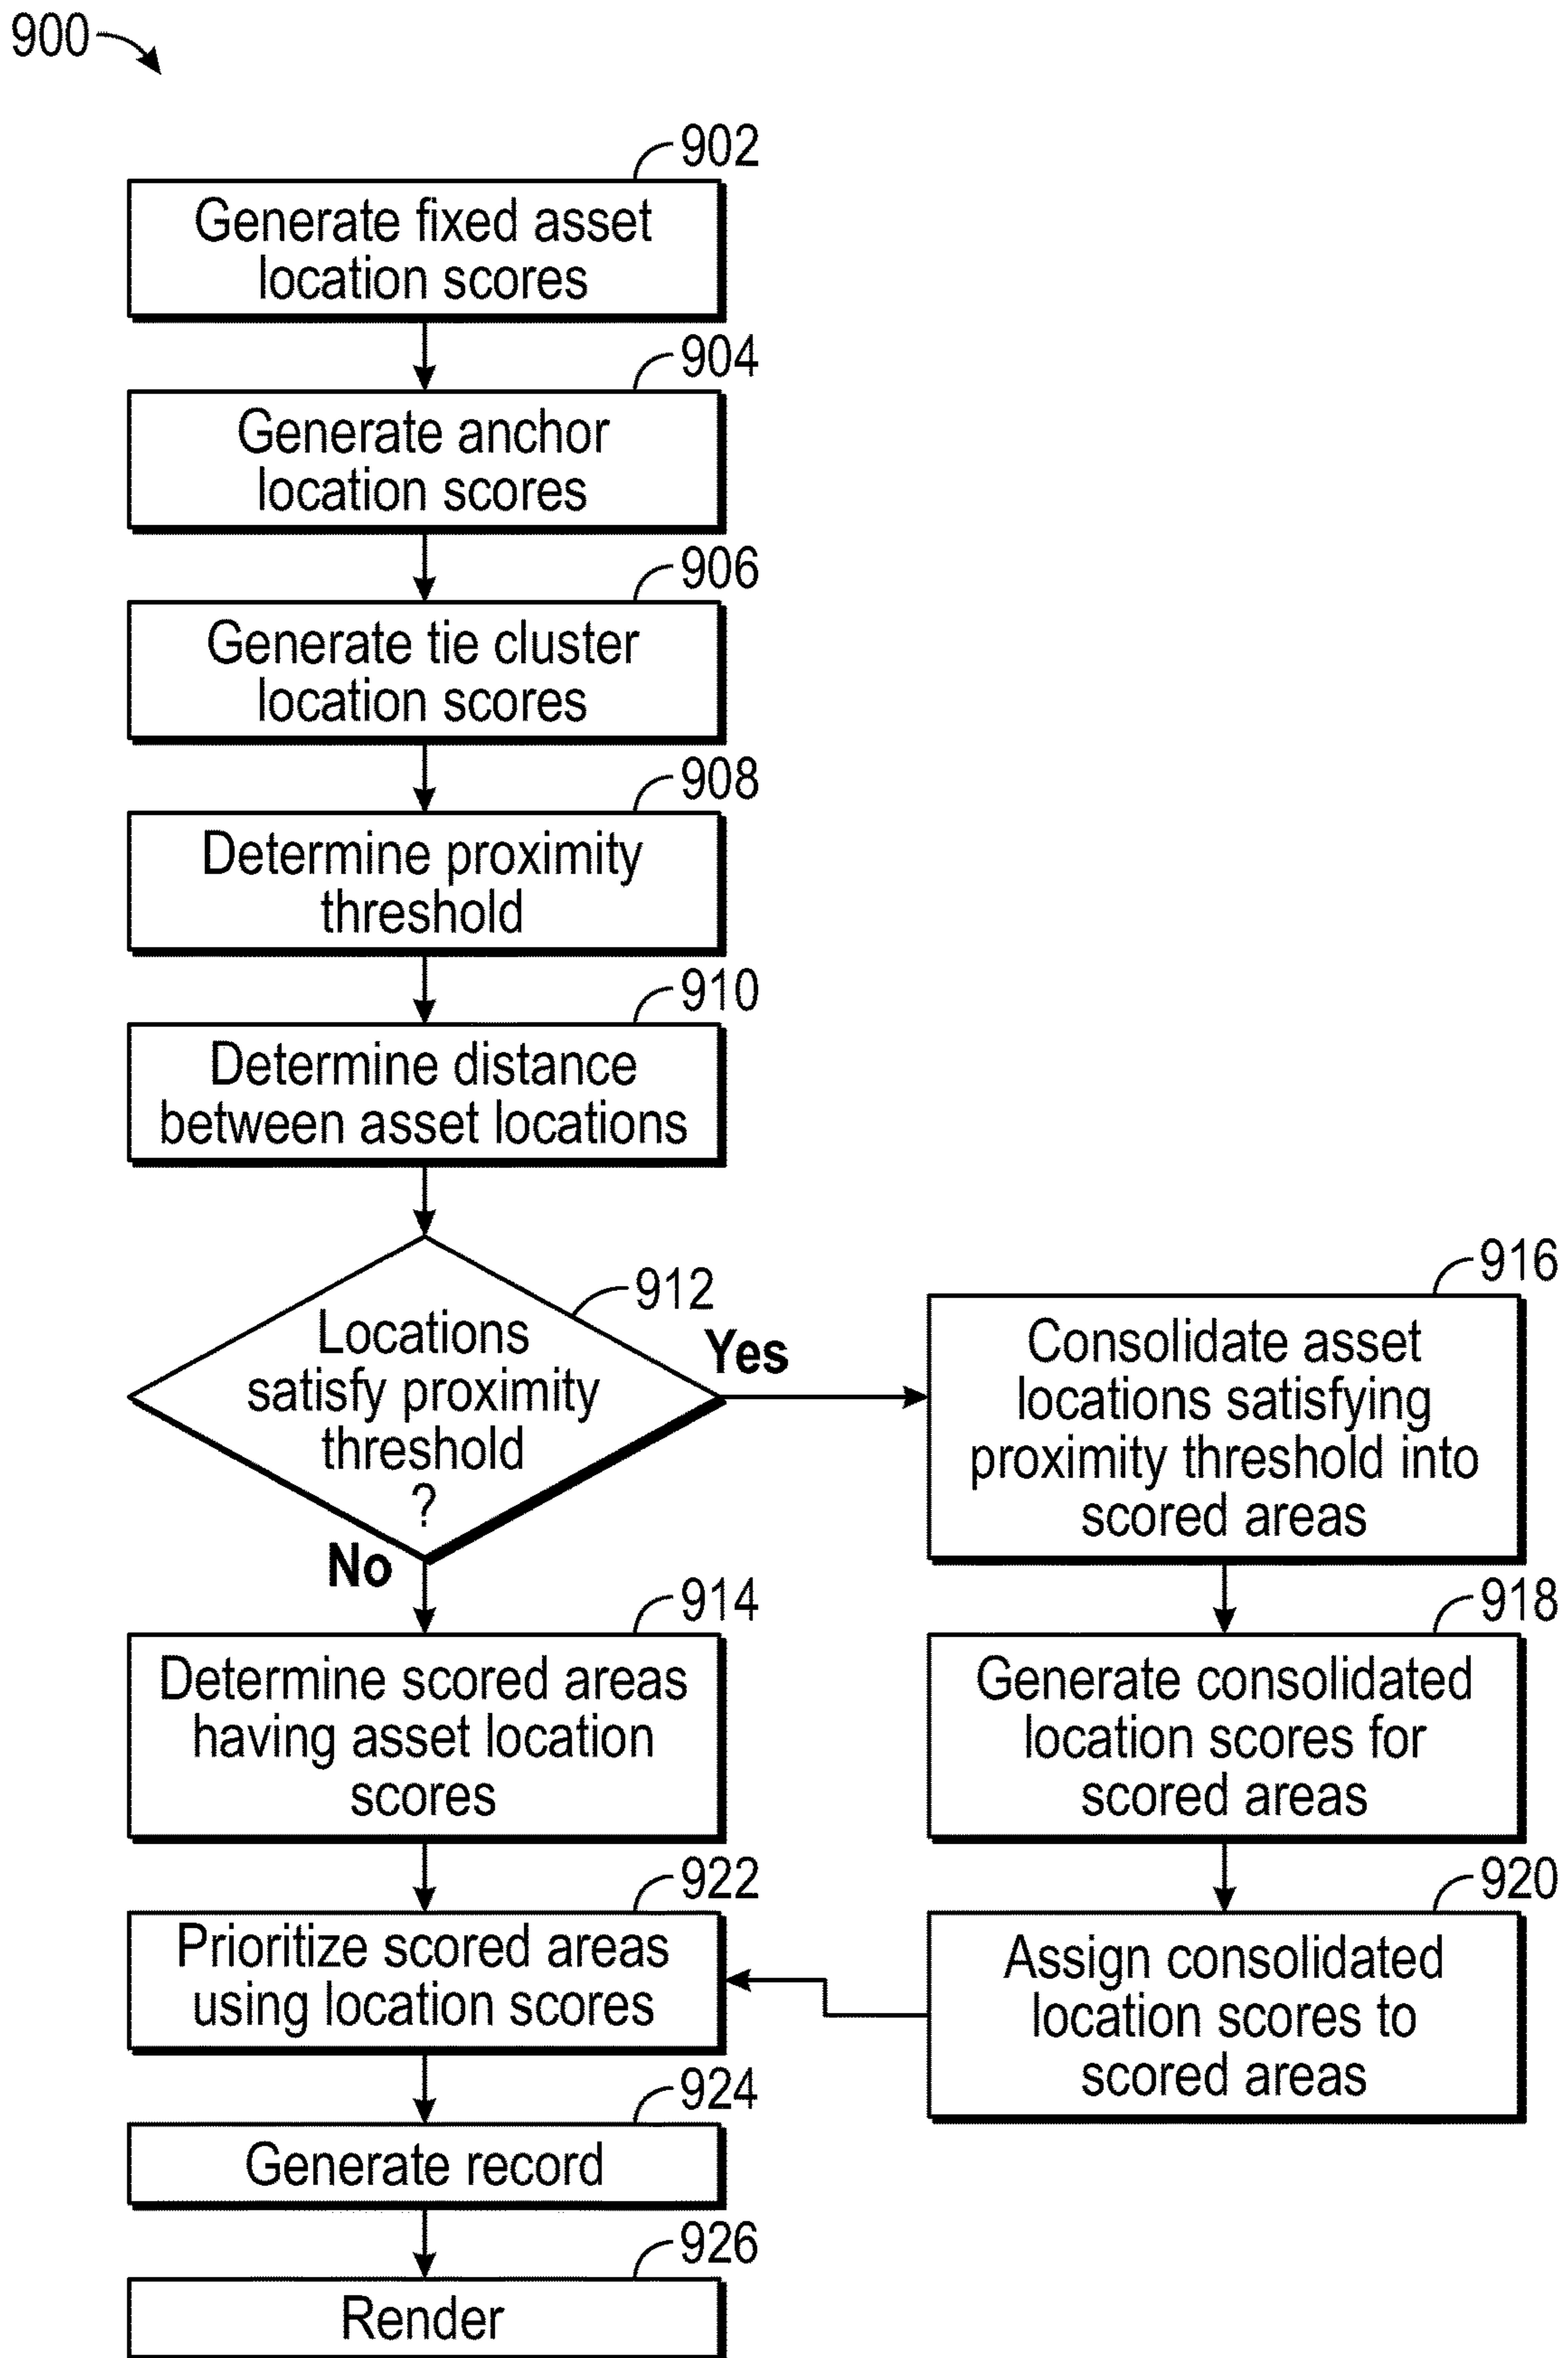 900
902
Generate fixed asset
location scores
904
Generate anchor
location scores
906
Generate tie cluster
location scores
908
Determine proximity
threshold
910
Determine distance
between asset locations
912
Locations
satisfy proximity
threshold
?
Yes
No
916
Consolidate asset
locations satisfying
proximity threshold into
scored areas
914
Determine scored areas
having asset location
scores
918
Generate consolidated
location scores for
scored areas
922
Prioritize scored areas
using location scores
920
Assign consolidated
location scores to
scored areas
924
Generate record
926
Render